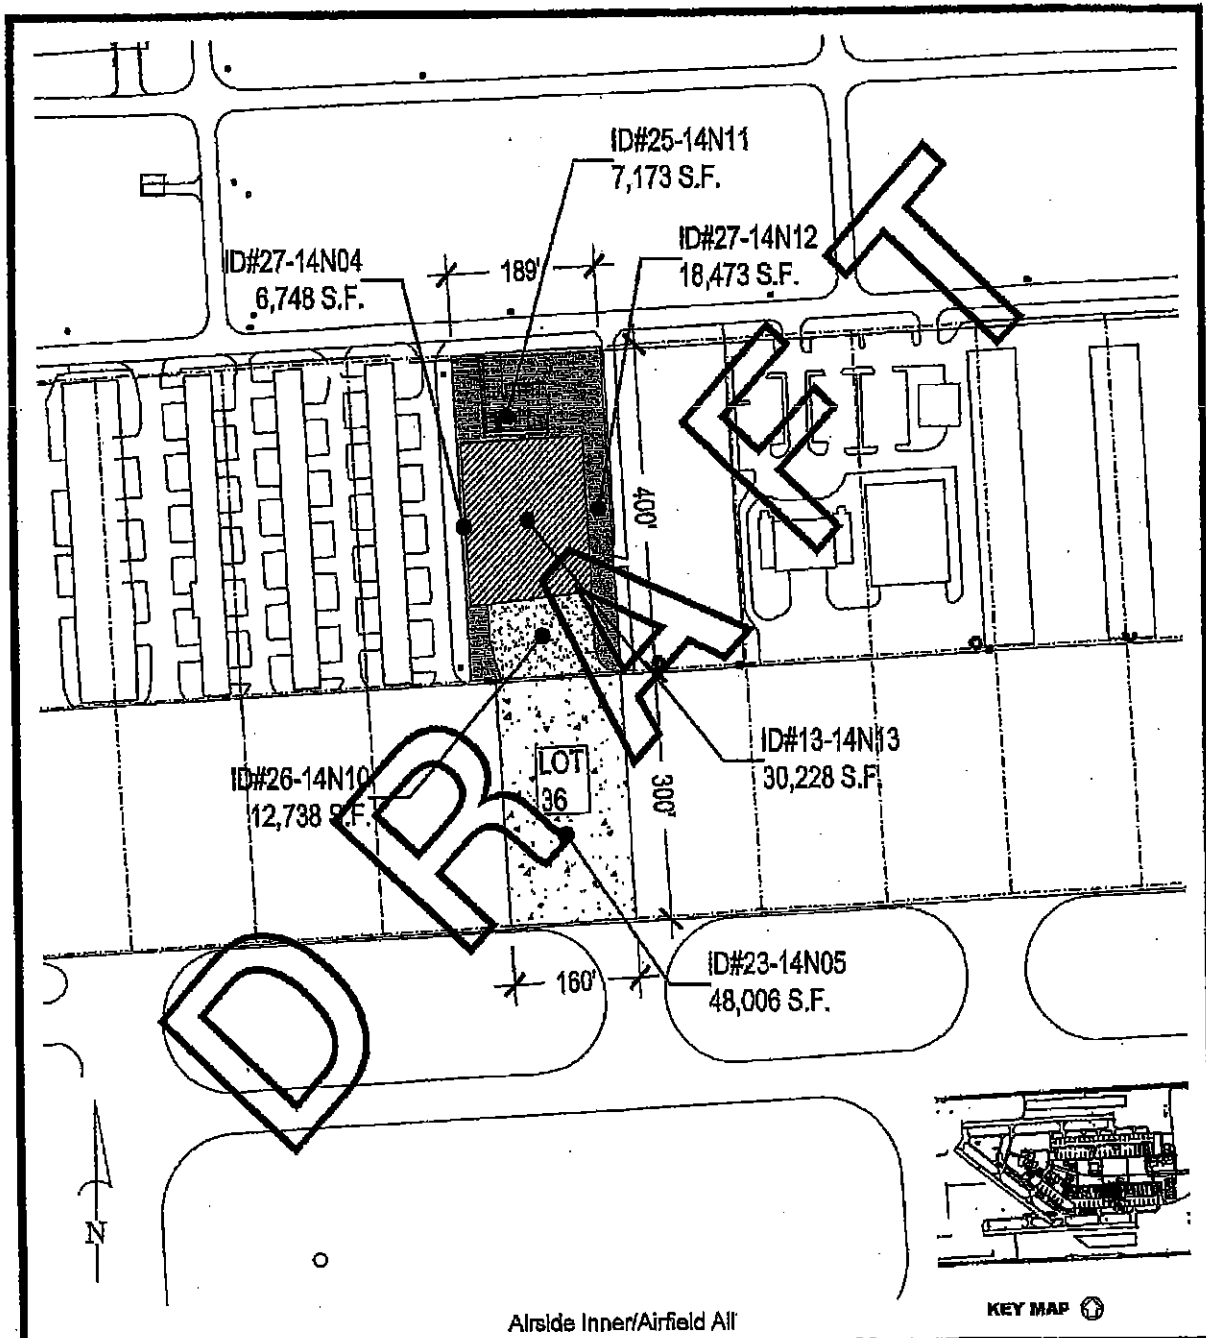 ID#25-14N11
7,173 S.F.
ID#27-14N04
6,748 S.F.
189'
ID#27-14N12
18,473 S.F.
400'
ID#13-14N13
30,228 S.F.
ID#26-14N10
12,738 S.F.
LOT
36
300'
ID#23-14N05
48,006 S.F.
160'
DRAFT
N
Airside Inner/Airfield All
KEY MAP